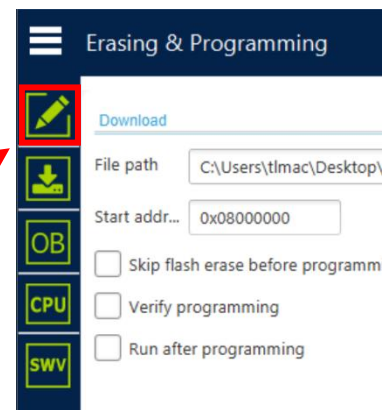 Erasing & Programming
Download
File path C:\Users\tlmac\Desktop\
Start addr... 0x08000000
OB
Skip flash erase before programmi
CPU
Verify programming
Run after programming
SWV